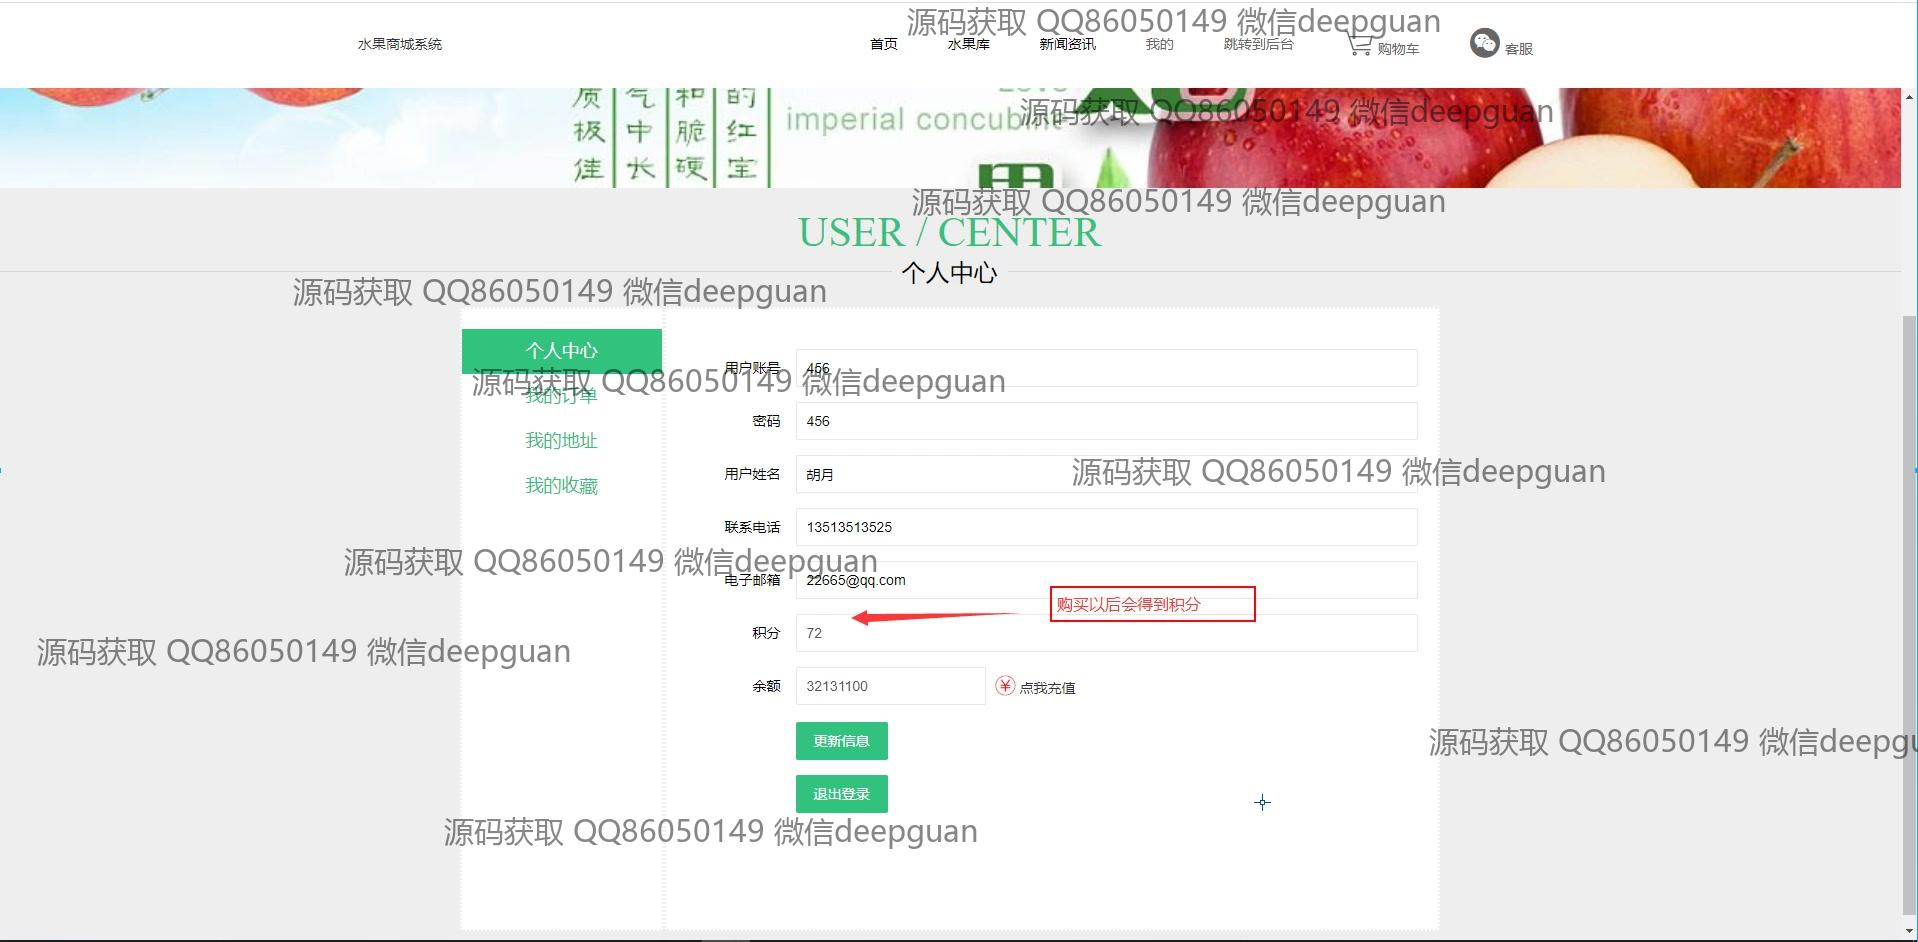 源码获取 QQ86050149 微信deepguan
水果商城系统
首页 水果库 新闻资讯 我的 跳转到后台 购物车 客服
质 气 和 的
极 中 脆 红
佳 长 硬 宝
imperial concubine
源码获取 QQ86050149 微信deepguan
源码获取 QQ86050149 微信deepguan
USER / CENTER
个人中心
源码获取 QQ86050149 微信deepguan
个人中心
我的订单
我的地址
我的收藏
用户账号 456
源码获取 QQ86050149 微信deepguan
密码 456
用户姓名 胡月
源码获取 QQ86050149 微信deepguan
联系电话 13513513525
源码获取 QQ86050149 微信deepguan
电子邮箱 22665@qq.com
购买以后会得到积分
积分 72
源码获取 QQ86050149 微信deepguan
余额 32131100 点我充值
更新信息
源码获取 QQ86050149 微信deepgu
退出登录
源码获取 QQ86050149 微信deepguan